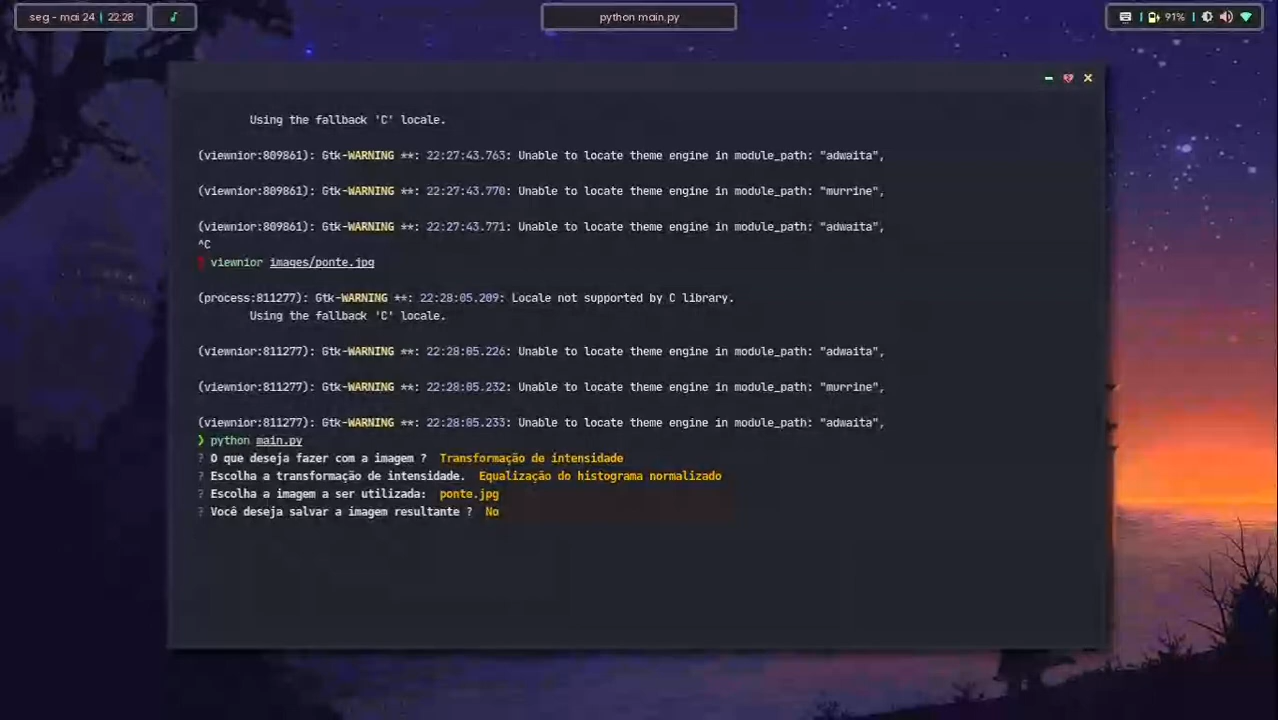 seg - mai 24 | 22:28
python main.py
91%
Using the fallback 'C' locale.
(viewnior:809861): Gtk-WARNING **: 22:27:43.763: Unable to locate theme engine in module_path: "adwaita",
(viewnior:809861): Gtk-WARNING **: 22:27:43.770: Unable to locate theme engine in module_path: "murrine",
(viewnior:809861): Gtk-WARNING **: 22:27:43.771: Unable to locate theme engine in module_path: "adwaita",
^C
viewnior images/ponte.jpg
(process:811277): Gtk-WARNING **: 22:28:05.209: Locale not supported by C library.
Using the fallback 'C' locale.
(viewnior:811277): Gtk-WARNING **: 22:28:05.226: Unable to locate theme engine in module_path: "adwaita",
(viewnior:811277): Gtk-WARNING **: 22:28:05.232: Unable to locate theme engine in module_path: "murrine",
(viewnior:811277): Gtk-WARNING **: 22:28:05.233: Unable to locate theme engine in module_path: "adwaita",
❯ python main.py
? O que deseja fazer com a imagem ? Transformação de intensidade
? Escolha a transformação de intensidade. Equalização do histograma normalizado
? Escolha a imagem a ser utilizada: ponte.jpg
? Você deseja salvar a imagem resultante ? No